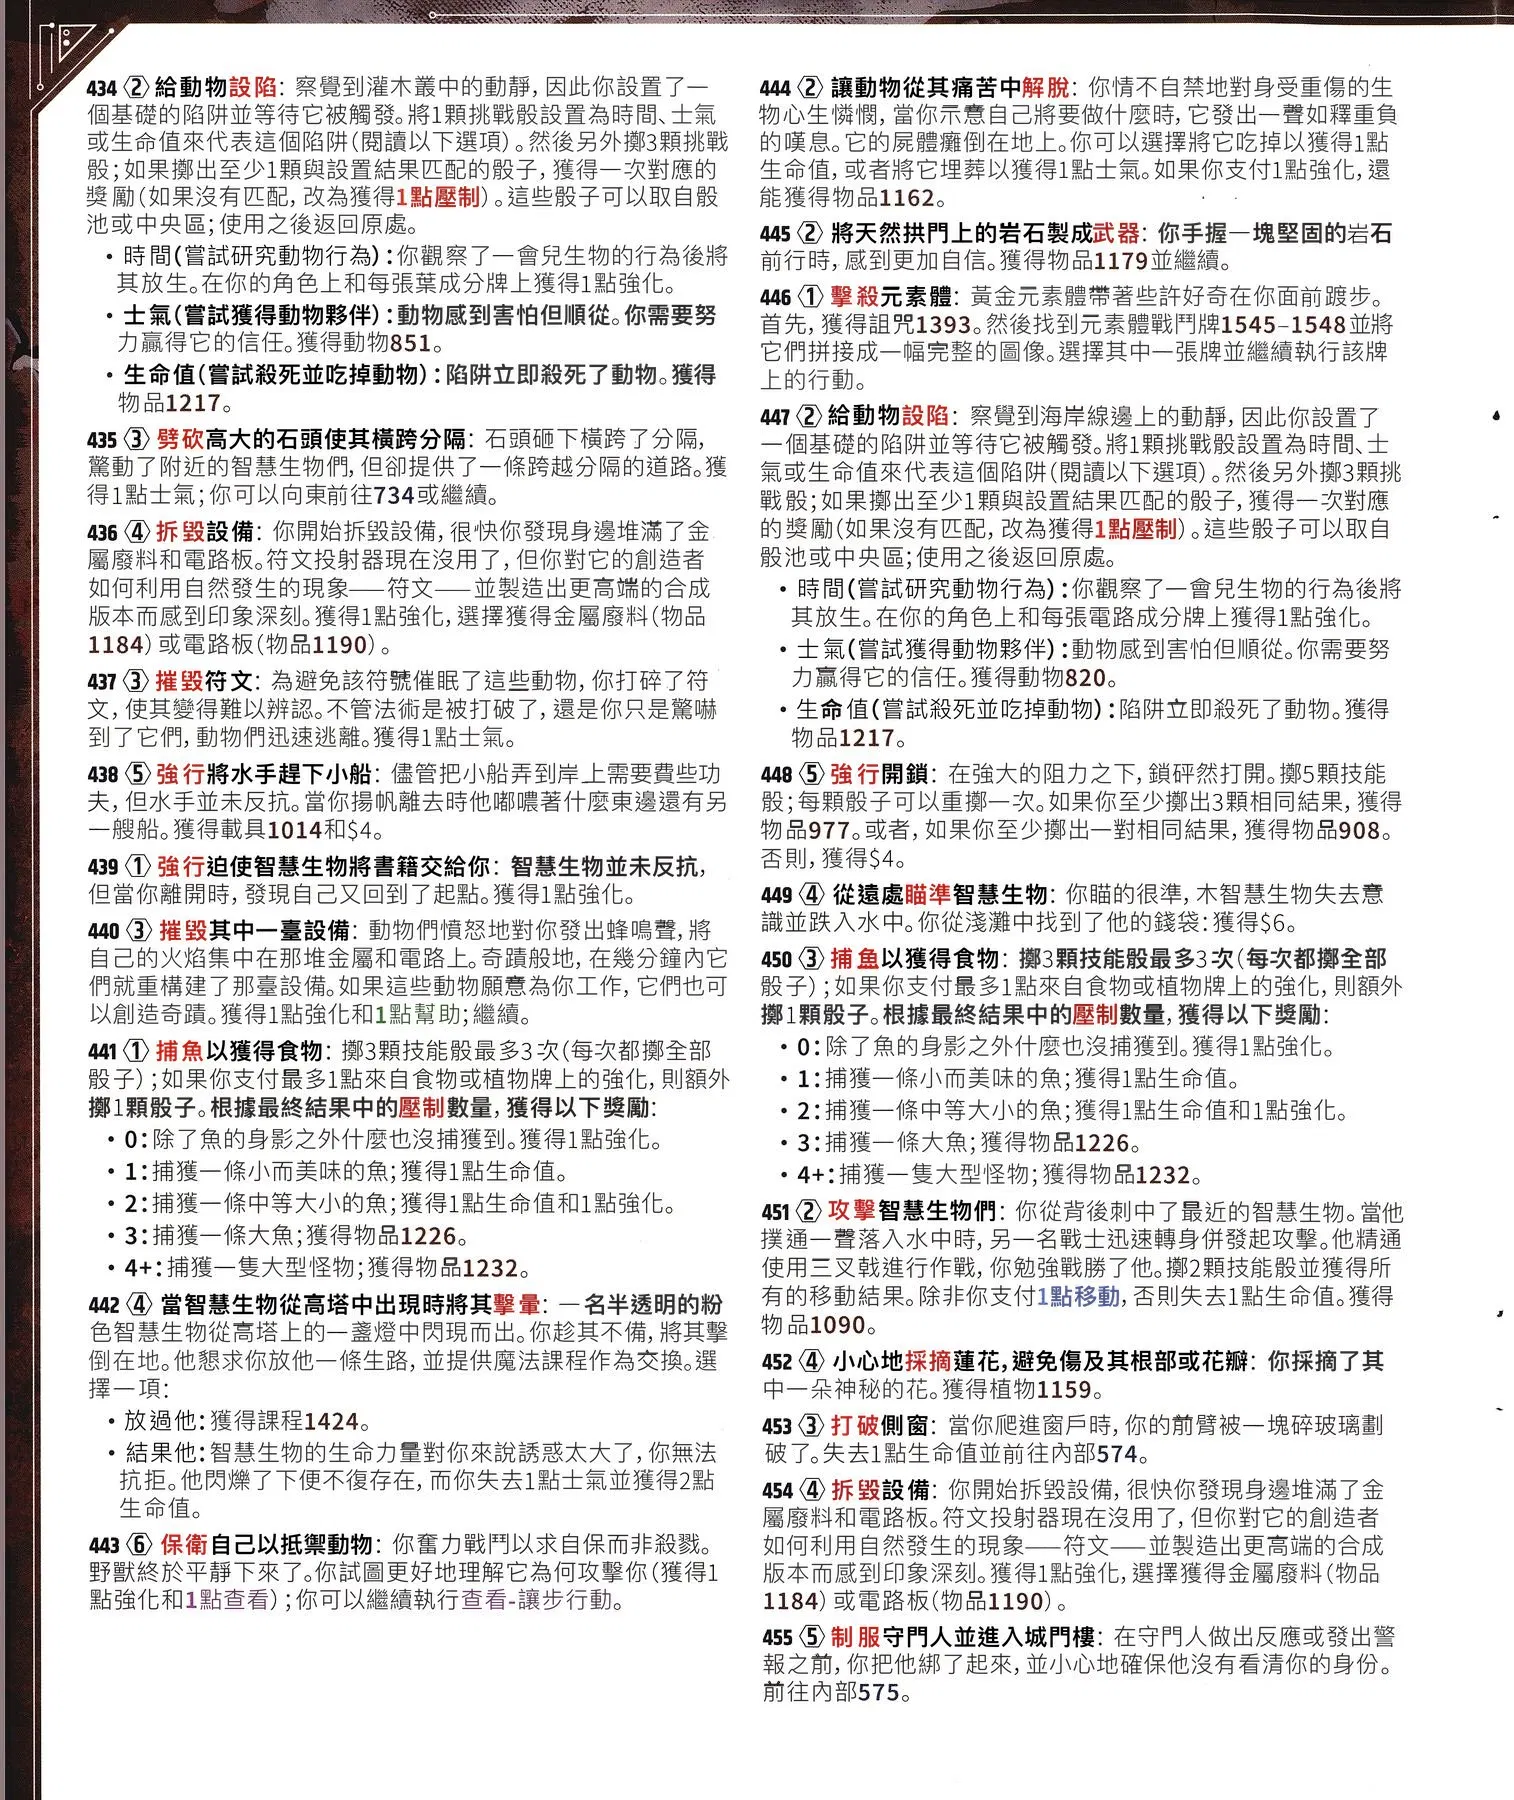 434 ② 給動物設陷：察覺到灌木叢中的動靜，因此你設置了一
個基礎的陷阱並等待它被觸發。將1顆挑戰骰設置為時間、士氣
或生命值來代表這個陷阱（閱讀以下選項）。然後另外擲3顆挑戰
骰；如果擲出至少1顆與設置結果匹配的骰子，獲得一次對應的
獎勵（如果沒有匹配，改為獲得1點壓制）。這些骰子可以取自骰
池或中央區；使用之後返回原處。
• 時間（嘗試研究動物行為）：你觀察了一會兒生物的行為後將
其放生。在你的角色上和每張葉成分牌上獲得1點強化。
• 士氣（嘗試獲得動物夥伴）：動物感到害怕但順從。你需要努
力贏得它的信任。獲得動物851。
• 生命值（嘗試殺死並吃掉動物）：陷阱立即殺死了動物。獲得
物品1217。
435 ③ 劈砍高大的石頭使其橫跨分隔：石頭砸下橫跨了分隔，
驚動了附近的智慧生物們，但卻提供了一條跨越分隔的道路。獲
得1點士氣；你可以向東前往734或繼續。
436 ④ 拆毀設備：你開始拆毀設備，很快你發現身邊堆滿了金
屬廢料和電路板。符文投射器現在沒用了，但你對它的創造者
如何利用自然發生的現象——符文——並製造出更高端的合成
版本而感到印象深刻。獲得1點強化，選擇獲得金屬廢料（物品
1184）或電路板（物品1190）。
437 ③ 摧毀符文：為避免該符號催眠了這些動物，你打碎了符
文，使其變得難以辨認。不管法術是被打破了，還是你只是驚嚇
到了它們，動物們迅速逃離。獲得1點士氣。
438 ⑤ 強行將水手趕下小船：儘管把小船弄到岸上需要費些功
夫，但水手並未反抗。當你揚帆離去時他嘟噥著什麼東邊還有另
一艘船。獲得載具1014和$4。
439 ① 強行迫使智慧生物將書籍交給你：智慧生物並未反抗，
但當你離開時，發現自己又回到了起點。獲得1點強化。
440 ③ 摧毀其中一臺設備：動物們憤怒地對你發出蜂鳴聲，將
自己的火焰集中在那堆金屬和電路上。奇蹟般地，在幾分鐘內它
們就重構建了那臺設備。如果這些動物願意為你工作，它們也可
以創造奇蹟。獲得1點強化和1點幫助；繼續。
441 ① 捕魚以獲得食物：擲3顆技能骰最多3次（每次都擲全部
骰子）；如果你支付最多1點來自食物或植物牌上的強化，則額外
擲1顆骰子。根據最終結果中的壓制數量，獲得以下獎勵：
• 0：除了魚的身影之外什麼也沒捕獲到。獲得1點強化。
• 1：捕獲一條小而美味的魚；獲得1點生命值。
• 2：捕獲一條中等大小的魚；獲得1點生命值和1點強化。
• 3：捕獲一條大魚；獲得物品1226。
• 4+：捕獲一隻大型怪物；獲得物品1232。
442 ④ 當智慧生物從高塔中出現時將其擊暈：一名半透明的粉
色智慧生物從高塔上的一盞燈中閃現而出。你趁其不備，將其擊
倒在地。他懇求你放他一條生路，並提供魔法課程作為交換。選
擇一項：
• 放過他：獲得課程1424。
• 結果他：智慧生物的生命力量對你來說誘惑太大了，你無法
抗拒。他閃爍了下便不復存在，而你失去1點士氣並獲得2點
生命值。
443 ⑥ 保衛自己以抵禦動物：你奮力戰鬥以求自保而非殺戮。
野獸終於平靜下來了。你試圖更好地理解它為何攻擊你（獲得1
點強化和1點查看）；你可以繼續執行查看-讓步行動。
444 ② 讓動物從其痛苦中解脫：你情不自禁地對身受重傷的生
物心生憐憫，當你示意自己將要做什麼時，它發出一聲如釋重負
的嘆息。它的屍體癱倒在地上。你可以選擇將它吃掉以獲得1點
生命值，或者將它埋葬以獲得1點士氣。如果你支付1點強化，還
能獲得物品1162。
445 ② 將天然拱門上的岩石製成武器：你手握一塊堅固的岩石
前行時，感到更加自信。獲得物品1179並繼續。
446 ① 擊殺元素體：黃金元素體帶著些許好奇在你面前踱步。
首先，獲得詛咒1393。然後找到元素體戰鬥牌1545–1548並將
它們拼接成一幅完整的圖像。選擇其中一張牌並繼續執行該牌
上的行動。
447 ② 給動物設陷：察覺到海岸線邊上的動靜，因此你設置了
一個基礎的陷阱並等待它被觸發。將1顆挑戰骰設置為時間、士
氣或生命值來代表這個陷阱（閱讀以下選項）。然後另外擲3顆挑
戰骰；如果擲出至少1顆與設置結果匹配的骰子，獲得一次對應
的獎勵（如果沒有匹配，改為獲得1點壓制）。這些骰子可以取自
骰池或中央區；使用之後返回原處。
• 時間（嘗試研究動物行為）：你觀察了一會兒生物的行為後將
其放生。在你的角色上和每張電路成分牌上獲得1點強化。
• 士氣（嘗試獲得動物夥伴）：動物感到害怕但順從。你需要努
力贏得它的信任。獲得動物820。
• 生命值（嘗試殺死並吃掉動物）：陷阱立即殺死了動物。獲得
物品1217。
448 ⑤ 強行開鎖：在強大的阻力之下，鎖砰然打開。擲5顆技能
骰；每顆骰子可以重擲一次。如果你至少擲出3顆相同結果，獲得
物品977。或者，如果你至少擲出一對相同結果，獲得物品908。
否則，獲得$4。
449 ④ 從遠處瞄準智慧生物：你瞄的很準，木智慧生物失去意
識並跌入水中。你從淺灘中找到了他的錢袋：獲得$6。
450 ③ 捕魚以獲得食物：擲3顆技能骰最多3次（每次都擲全部
骰子）；如果你支付最多1點來自食物或植物牌上的強化，則額外
擲1顆骰子。根據最終結果中的壓制數量，獲得以下獎勵：
• 0：除了魚的身影之外什麼也沒捕獲到。獲得1點強化。
• 1：捕獲一條小而美味的魚；獲得1點生命值。
• 2：捕獲一條中等大小的魚；獲得1點生命值和1點強化。
• 3：捕獲一條大魚；獲得物品1226。
• 4+：捕獲一隻大型怪物；獲得物品1232。
451 ② 攻擊智慧生物們：你從背後刺中了最近的智慧生物。當他
撲通一聲落入水中時，另一名戰士迅速轉身併發起攻擊。他精通
使用三叉戟進行作戰，你勉強戰勝了他。擲2顆技能骰並獲得所
有的移動結果。除非你支付1點移動，否則失去1點生命值。獲得
物品1090。
452 ④ 小心地採摘蓮花，避免傷及其根部或花瓣：你採摘了其
中一朵神秘的花。獲得植物1159。
453 ③ 打破側窗：當你爬進窗戶時，你的前臂被一塊碎玻璃劃
破了。失去1點生命值並前往內部574。
454 ④ 拆毀設備：你開始拆毀設備，很快你發現身邊堆滿了金
屬廢料和電路板。符文投射器現在沒用了，但你對它的創造者
如何利用自然發生的現象——符文——並製造出更高端的合成
版本而感到印象深刻。獲得1點強化，選擇獲得金屬廢料（物品
1184）或電路板（物品1190）。
455 ⑤ 制服守門人並進入城門樓：在守門人做出反應或發出警
報之前，你把他綁了起來，並小心地確保他沒有看清你的身份。
前往內部575。